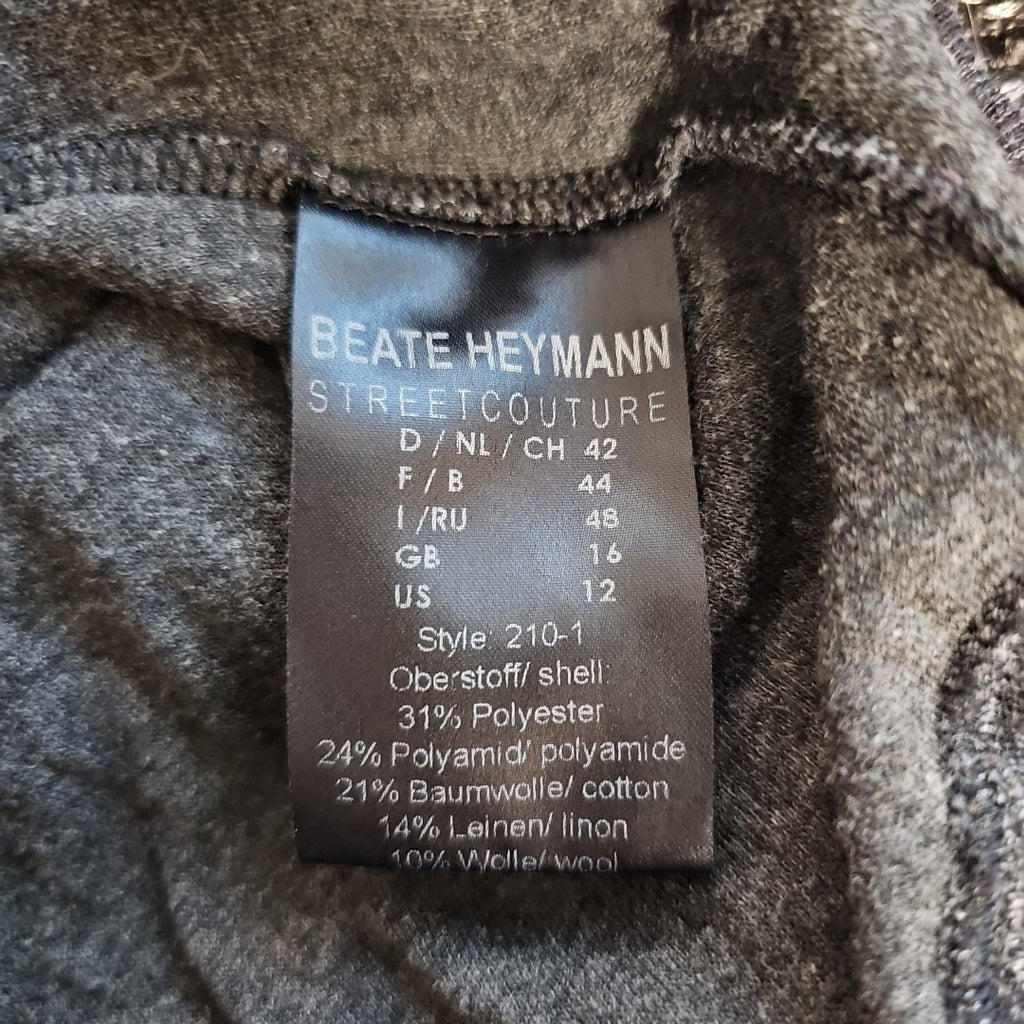 BEATE HEYMANN
STREETCOUTURE
D / NL / CH 42
F / B 44
I /RU 48
GB 16
US 12
Style: 210-1
Oberstoff/ shell:
31% Polyester
24% Polyamid/ polyamide
21% Baumwolle/ cotton
14% Leinen/ linon
10% Wolle/ wool